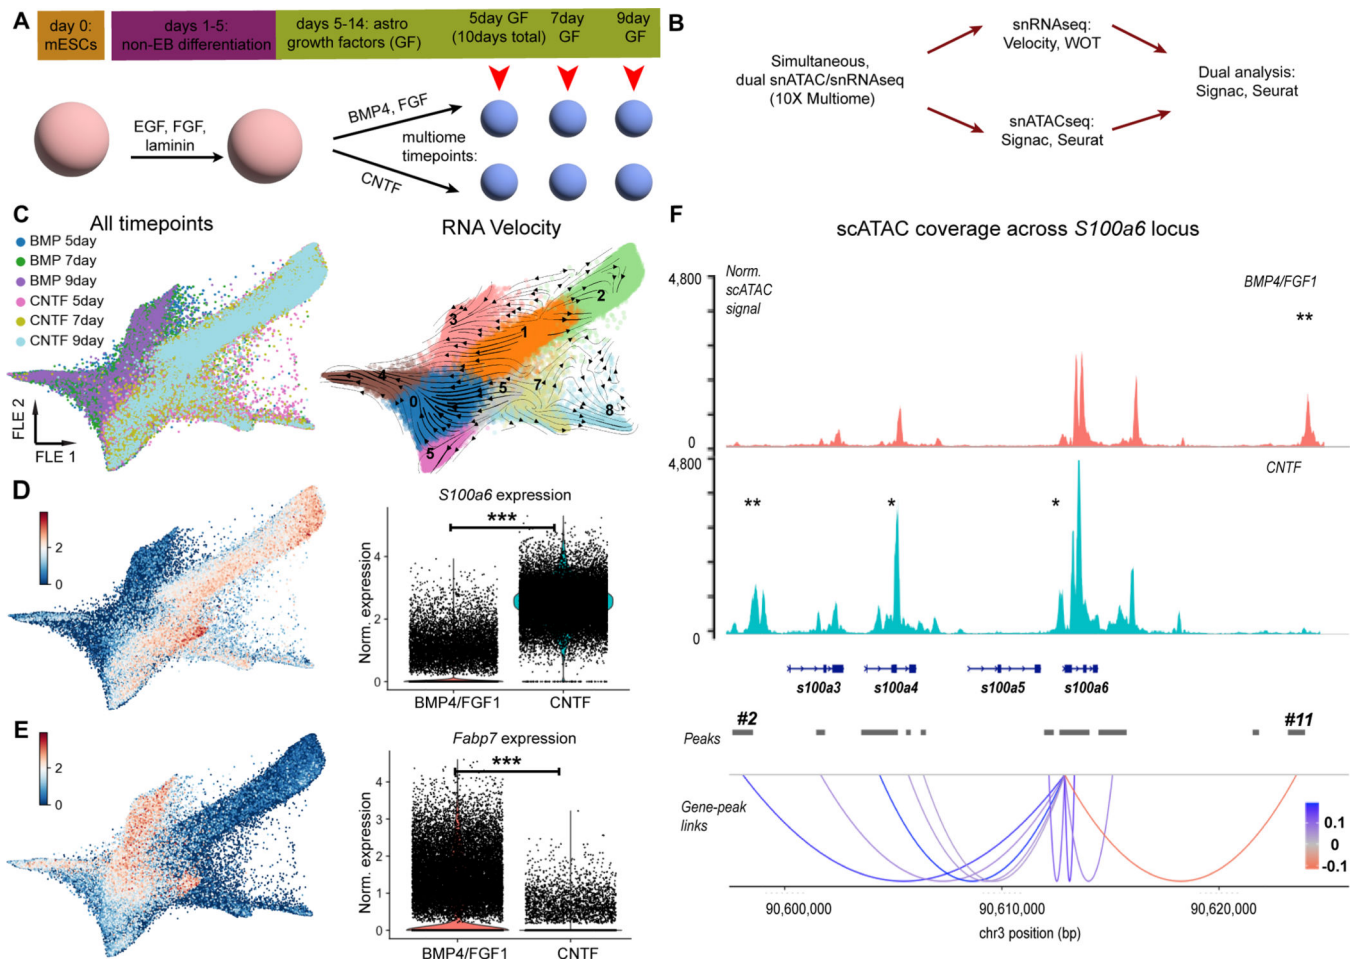 A
day 0:
mESCs
days 1-5:
non-EB differentiation
days 5-14: astro
growth factors (GF)
5day GF
(10days total)
7day
GF
9day
GF
EGF, FGF,
laminin
BMP4, FGF
multiome
timepoints:
CNTF
B
Simultaneous,
dual snATAC/snRNAseq
(10X Multiome)
snRNAseq:
Velocity, WOT
snATACseq:
Signac, Seurat
Dual analysis:
Signac, Seurat
C
All timepoints
BMP 5day
BMP 7day
BMP 9day
CNTF 5day
CNTF 7day
CNTF 9day
FLE 2
FLE 1
RNA Velocity
3
2
1
4
0
5
7
8
5
D
2
0
S100a6 expression
***
Norm. expression
4
2
0
BMP4/FGF1
CNTF
E
2
0
Fabp7 expression
***
Norm. expression
4
3
2
1
0
BMP4/FGF1
CNTF
F
scATAC coverage across S100a6 locus
4,800
Norm.
scATAC
signal
BMP4/FGF1
**
0
4,800
CNTF
**
*
*
0
s100a3
s100a4
s100a5
s100a6
#2
#11
Peaks
Gene-peak
links
0.1
0
-0.1
90,600,000
90,610,000
90,620,000
chr3 position (bp)